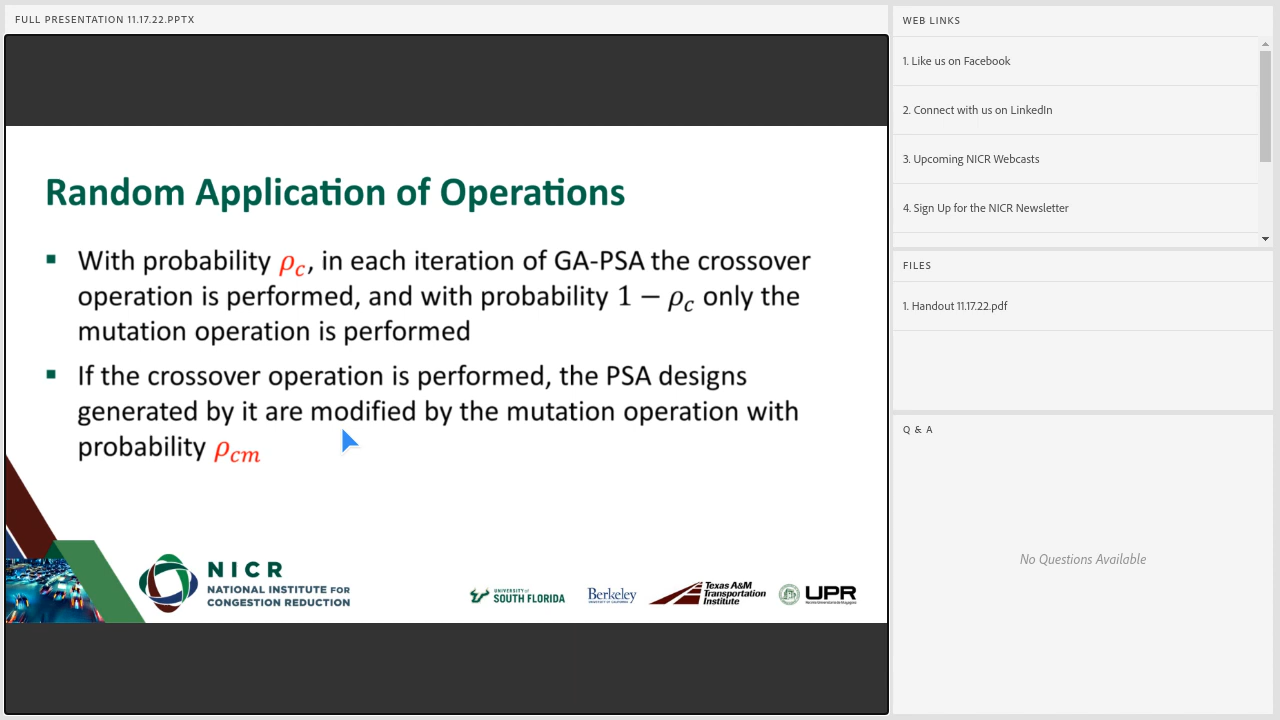 FULL PRESENTATION 11.17.22.PPTX
Random Application of Operations
▪ With probability ρc, in each iteration of GA-PSA the crossover
operation is performed, and with probability 1 − ρc only the
mutation operation is performed
▪ If the crossover operation is performed, the PSA designs
generated by it are modified by the mutation operation with
probability ρcm
NICR
NATIONAL INSTITUTE FOR
CONGESTION REDUCTION
UNIVERSITY of
SOUTH FLORIDA
Berkeley
UNIVERSITY OF CALIFORNIA
Texas A&M
Transportation
Institute
UPR
WEB LINKS
1. Like us on Facebook
2. Connect with us on LinkedIn
3. Upcoming NICR Webcasts
4. Sign Up for the NICR Newsletter
FILES
1. Handout 11.17.22.pdf
Q & A
No Questions Available